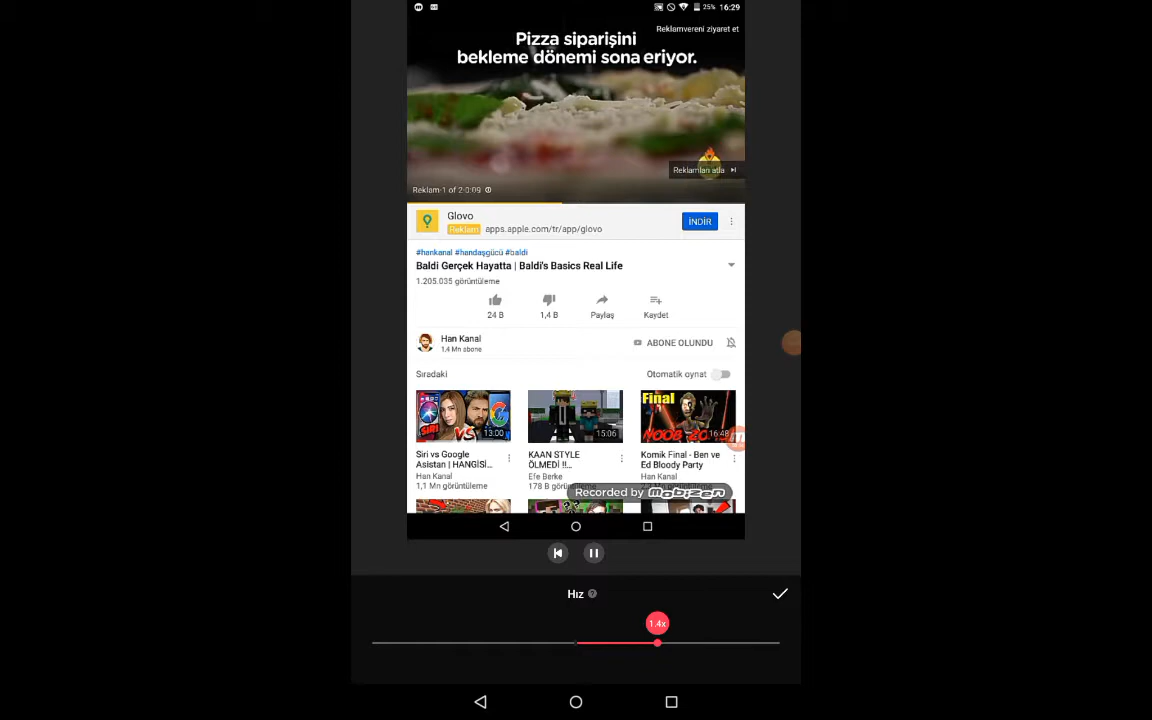 25% 16:29
Reklamvereni ziyaret et
Pizza siparişini
bekleme dönemi sona eriyor.
Reklamları atla
Reklam·1 of 2·0:09
Glovo
Reklam apps.apple.com/tr/app/glovo
İNDİR
#hankanal #handaşgücü #baldi
Baldi Gerçek Hayatta | Baldi's Basics Real Life
1.205.035 görüntüleme
24 B 1,4 B Paylaş Kaydet
Han Kanal
1,4 Mn abone
ABONE OLUNDU
Sıradaki
Otomatik oynat
SIRI VS
13:00
15:06
Final
NOOB
16:48
Siri vs Google
Asistan | HANGİSİ...
Han Kanal
1,1 Mn görüntüleme
KAAN STYLE
ÖLMEDİ !!...
Efe Berke
178 B görüntüleme
Komik Final - Ben ve
Ed Bloody Party
Han Kanal
Recorded by mobizen
Hız
1.4x